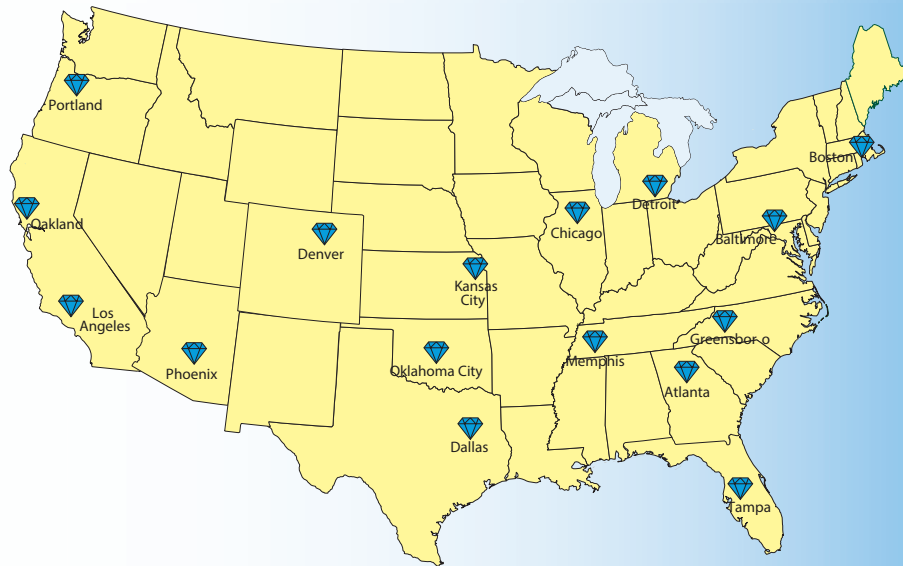 Portland
Boston
Detroit
Oakland
Chicago
Baltimore
Denver
Kansas
City
Los
Angeles
Greensbor o
Memphis
Phoenix
Oklahoma City
Atlanta
Dallas
Tampa